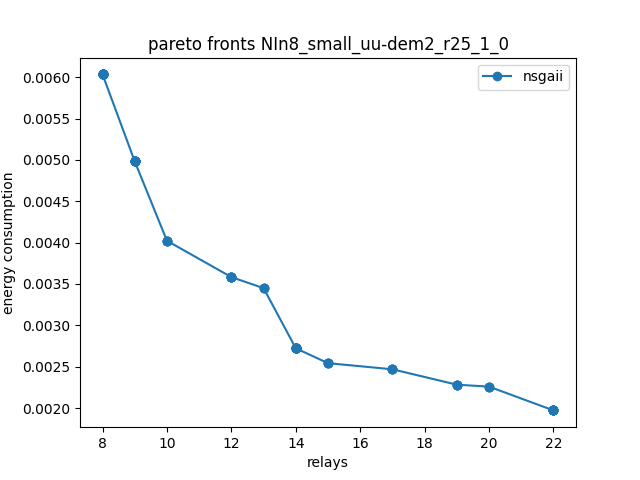 pareto fronts NIn8_small_uu-dem2_r25_1_0
nsgaii
energy consumption
0.0060
0.0055
0.0050
0.0045
0.0040
0.0035
0.0030
0.0025
0.0020
8 10 12 14 16 18 20 22
relays